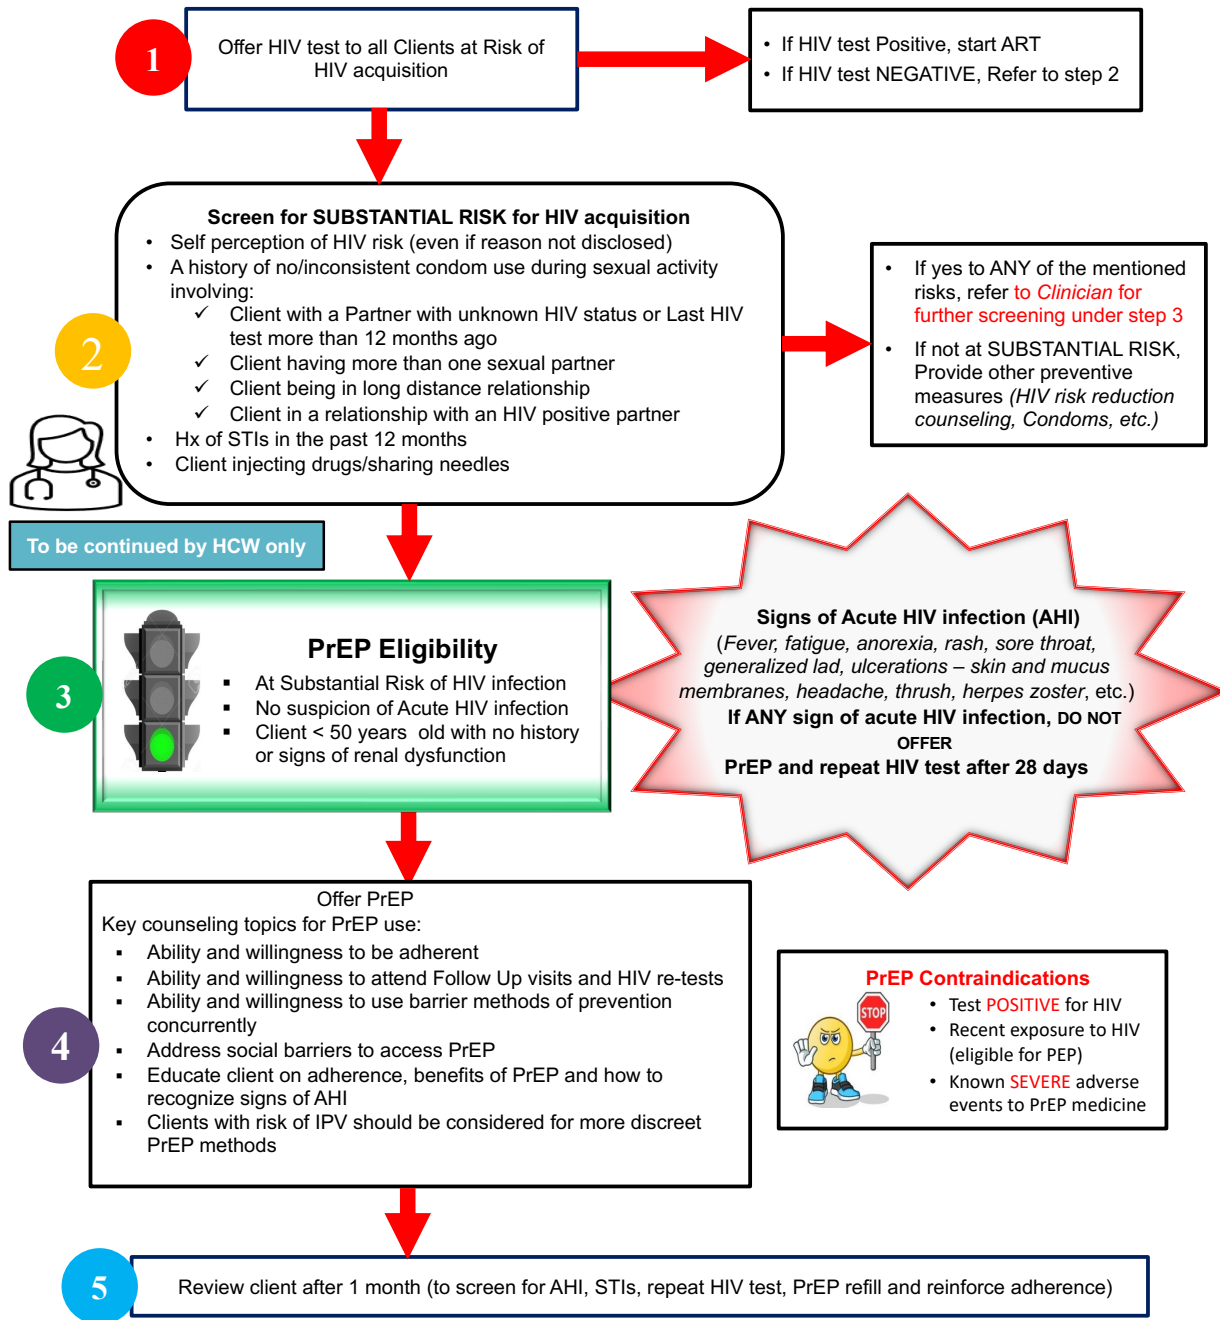 1
Offer HIV test to all Clients at Risk of
HIV acquisition
• If HIV test Positive, start ART
• If HIV test NEGATIVE, Refer to step 2
2
Screen for SUBSTANTIAL RISK for HIV acquisition
• Self perception of HIV risk (even if reason not disclosed)
• A history of no/inconsistent condom use during sexual activity
involving:
✓ Client with a Partner with unknown HIV status or Last HIV
test more than 12 months ago
✓ Client having more than one sexual partner
✓ Client being in long distance relationship
✓ Client in a relationship with an HIV positive partner
• Hx of STIs in the past 12 months
• Client injecting drugs/sharing needles
• If yes to ANY of the mentioned
risks, refer to Clinician for
further screening under step 3
• If not at SUBSTANTIAL RISK,
Provide other preventive
measures (HIV risk reduction
counseling, Condoms, etc.)
To be continued by HCW only
3
PrEP Eligibility
▪ At Substantial Risk of HIV infection
▪ No suspicion of Acute HIV infection
▪ Client < 50 years old with no history
or signs of renal dysfunction
Signs of Acute HIV infection (AHI)
(Fever, fatigue, anorexia, rash, sore throat,
generalized lad, ulcerations – skin and mucus
membranes, headache, thrush, herpes zoster, etc.)
If ANY sign of acute HIV infection, DO NOT
OFFER
PrEP and repeat HIV test after 28 days
4
Offer PrEP
Key counseling topics for PrEP use:
▪ Ability and willingness to be adherent
▪ Ability and willingness to attend Follow Up visits and HIV re-tests
▪ Ability and willingness to use barrier methods of prevention
concurrently
▪ Address social barriers to access PrEP
▪ Educate client on adherence, benefits of PrEP and how to
recognize signs of AHI
▪ Clients with risk of IPV should be considered for more discreet
PrEP methods
PrEP Contraindications
STOP
• Test POSITIVE for HIV
• Recent exposure to HIV
(eligible for PEP)
• Known SEVERE adverse
events to PrEP medicine
5
Review client after 1 month (to screen for AHI, STIs, repeat HIV test, PrEP refill and reinforce adherence)